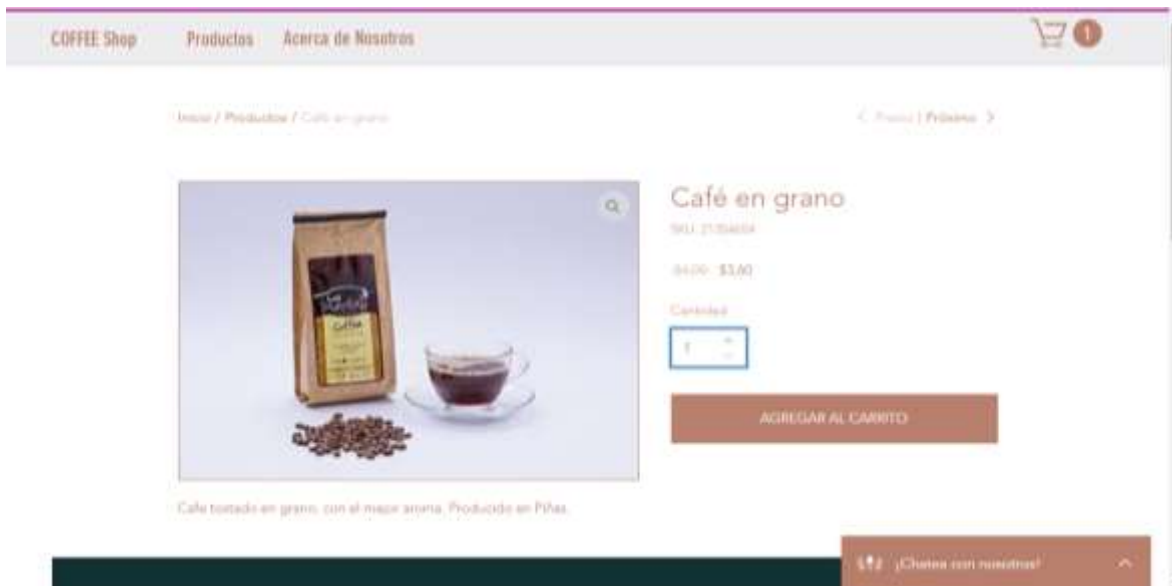 COFFEE Shop Productos Acerca de Nosotros 1
Inicio / Productos / Café en grano
Previo | Próximo
Café en grano
SKU:
$3,60
Cantidad
1
AGREGAR AL CARRITO
Coffee
Cafe tostado en grano, con el mejor aroma. Producido en Piñas.
¡Chatea con nosotros!